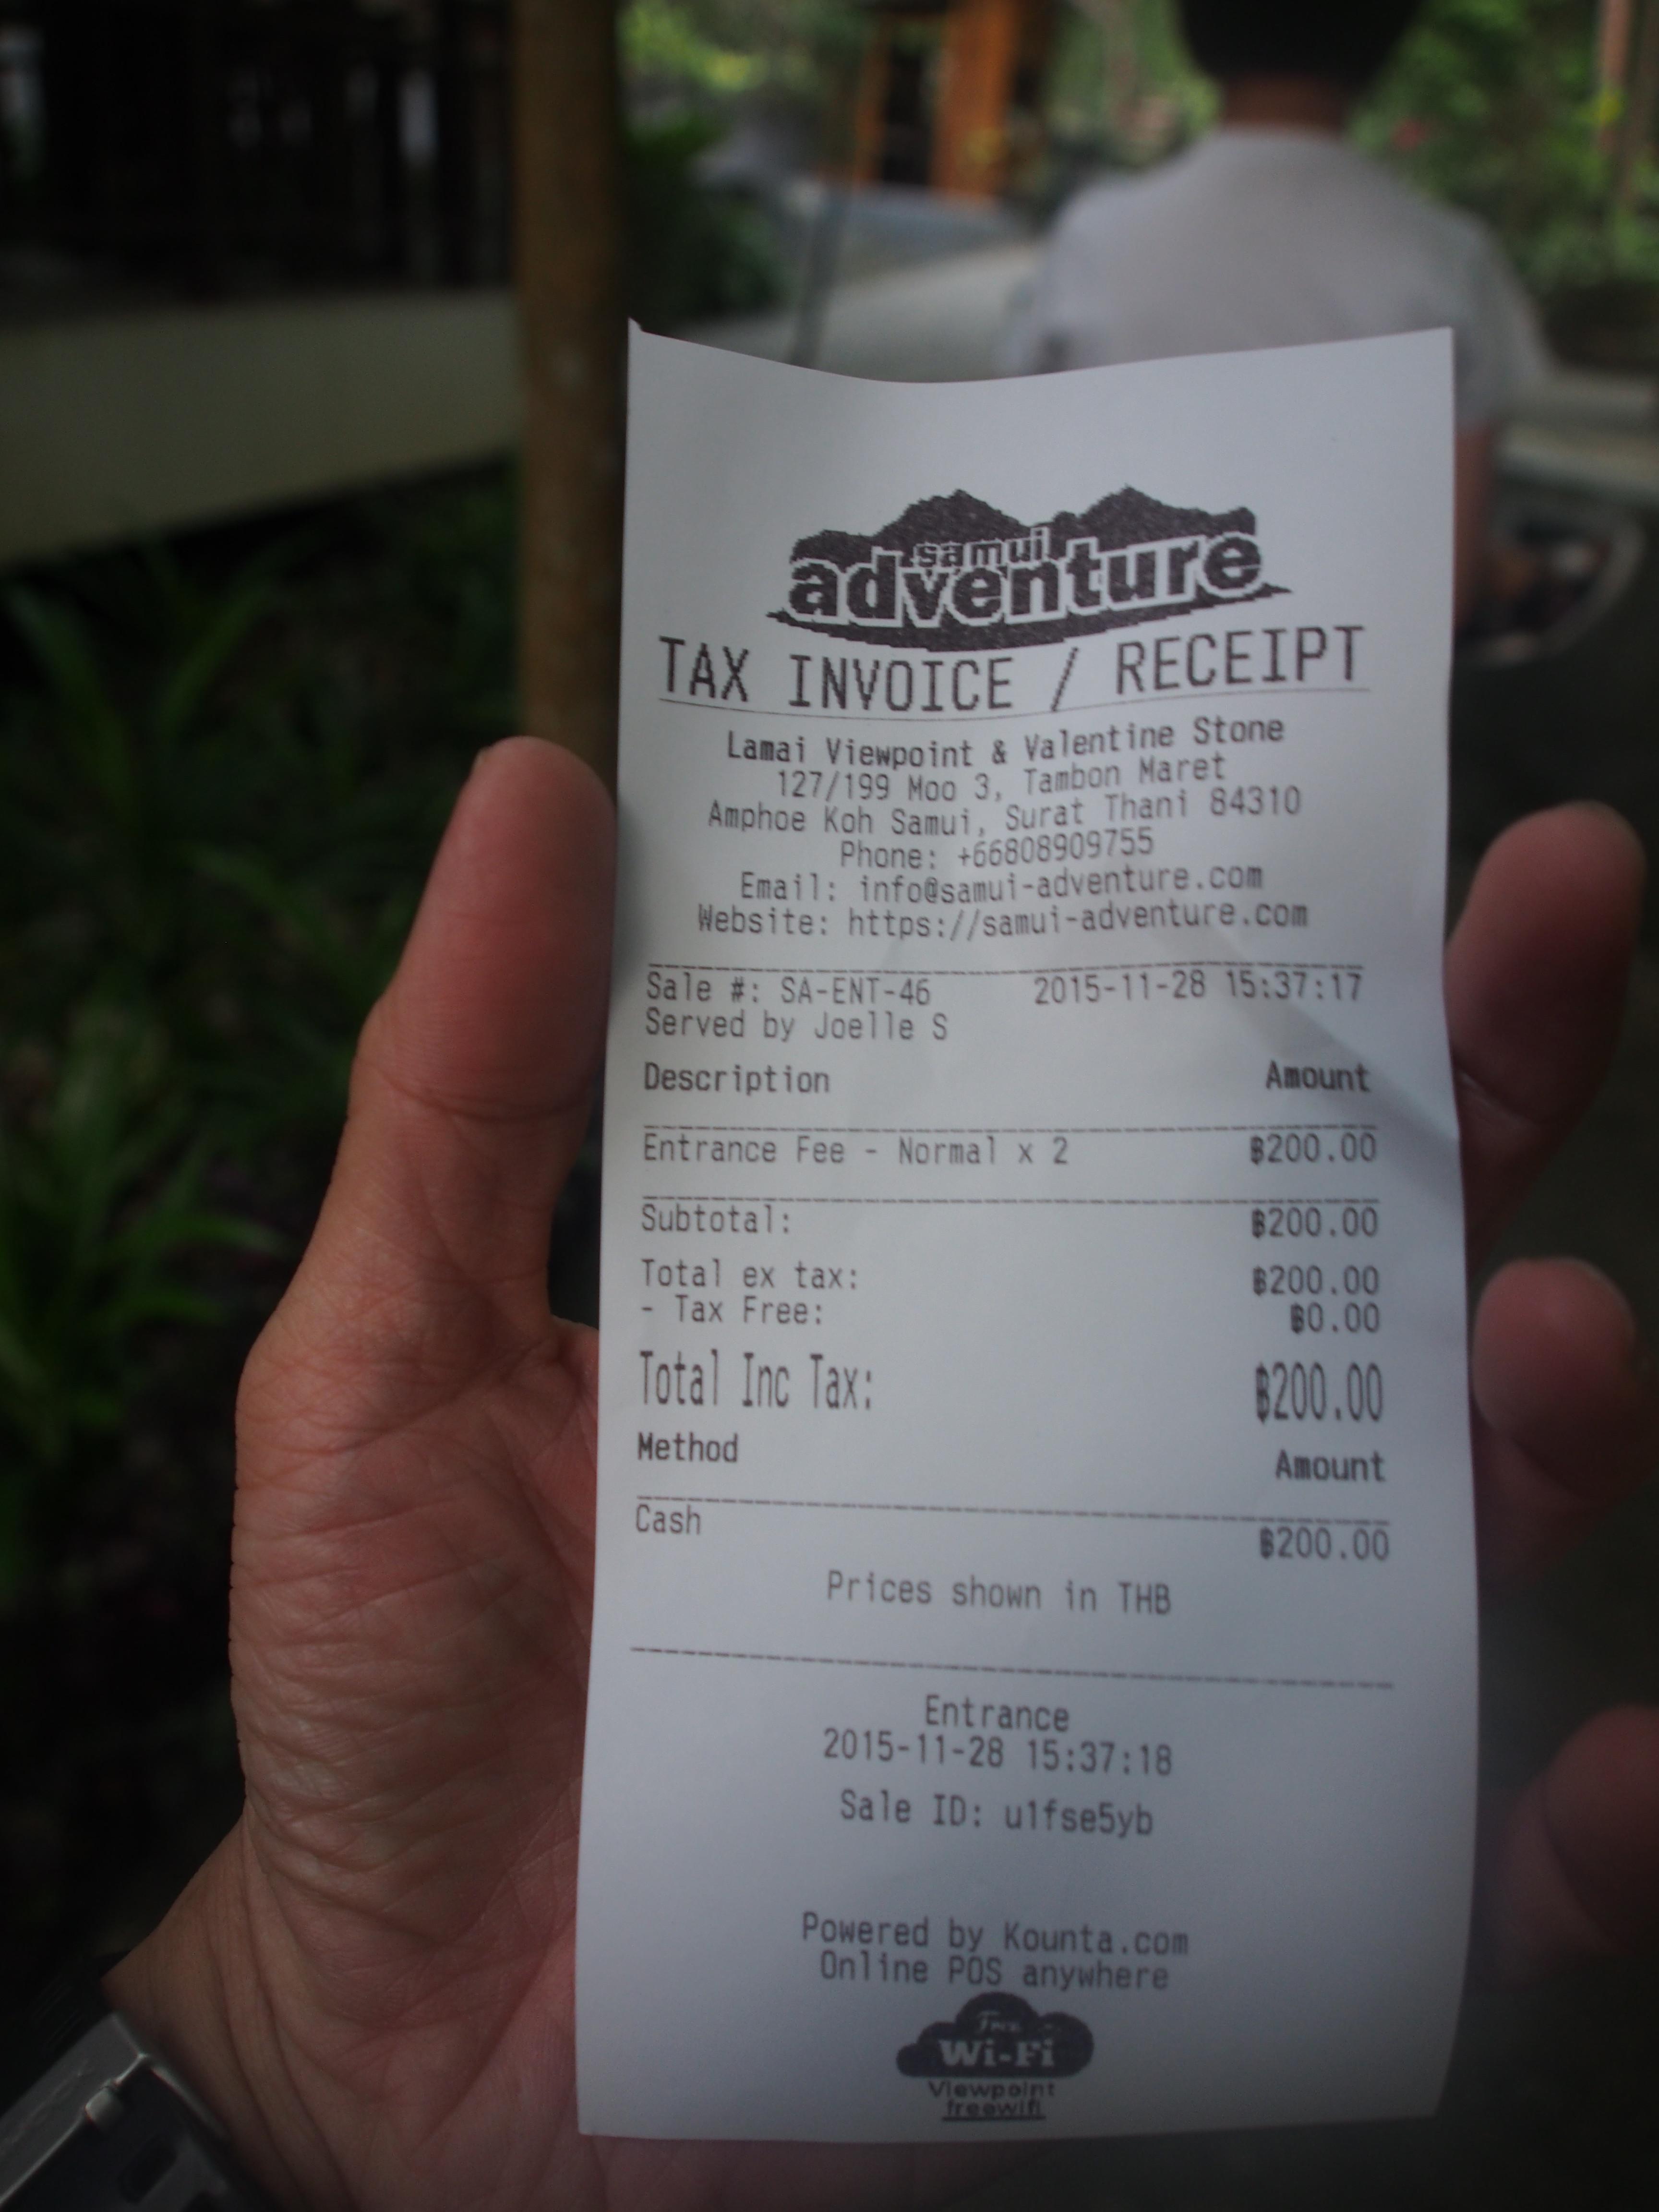 samui
adventure
TAX INVOICE / RECEIPT
Lamai Viewpoint & Valentine Stone
127/199 Moo 3, Tambon Maret
Amphoe Koh Samui, Surat Thani 84310
Phone: +66808909755
Email: info@samui-adventure.com
Website: https://samui-adventure.com
Sale #: SA-ENT-46 2015-11-28 15:37:17
Served by Joelle S
Description Amount
Entrance Fee - Normal x 2 ฿200.00
Subtotal: ฿200.00
Total ex tax: ฿200.00
- Tax Free: ฿0.00
Total Inc Tax: ฿200.00
Method Amount
Cash ฿200.00
Prices shown in THB
Entrance
2015-11-28 15:37:18
Sale ID: u1fse5yb
Powered by Kounta.com
Online POS anywhere
Free
Wi-Fi
Viewpoint
freewifi